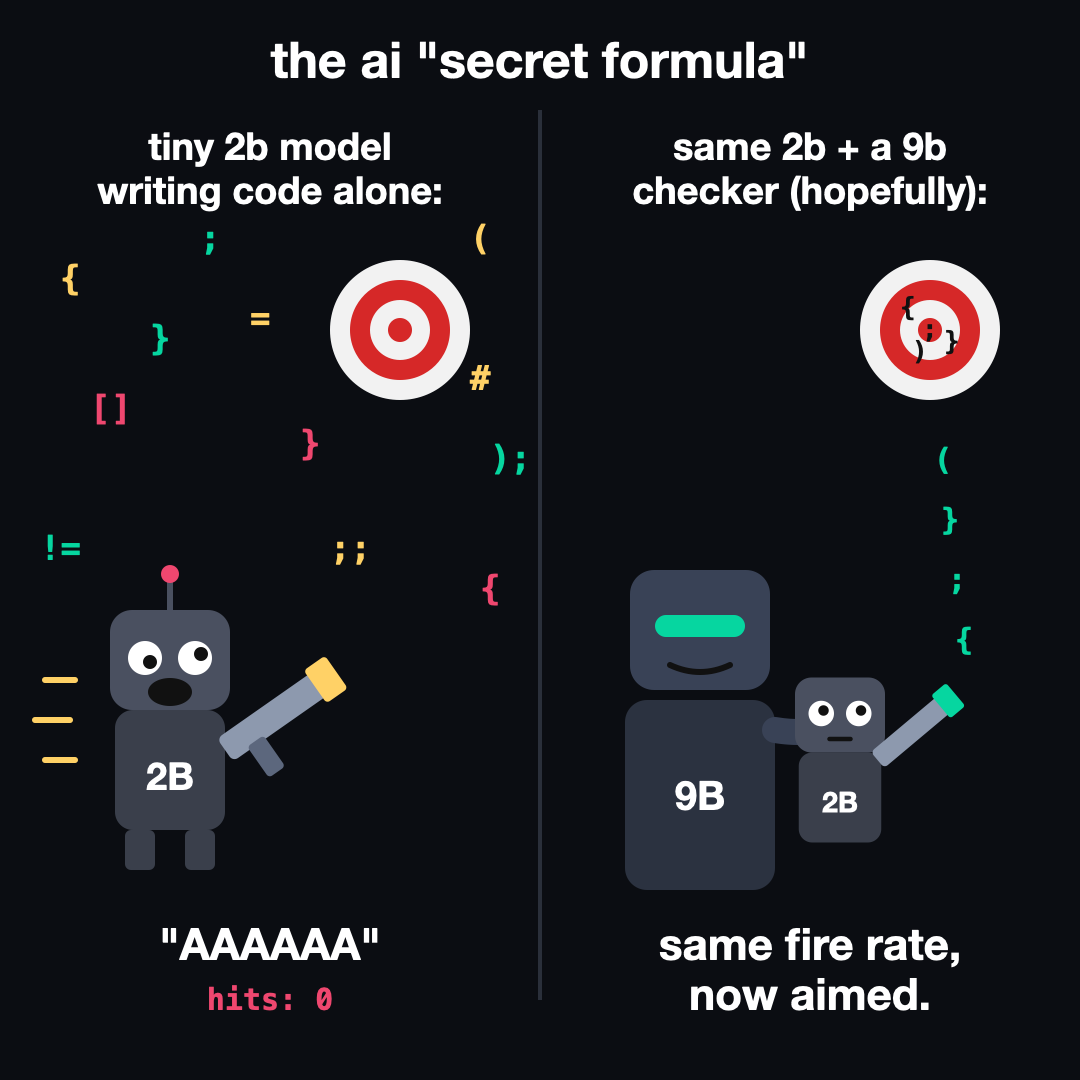 the ai "secret formula"
tiny 2b model
writing code alone:
;
(
{
=
}
#
[]
}
);
!=
;;
{
2B
"AAAAAA"
hits: 0
same 2b + a 9b
checker (hopefully):
{
;
}
)
(
}
;
{
9B
2B
same fire rate,
now aimed.